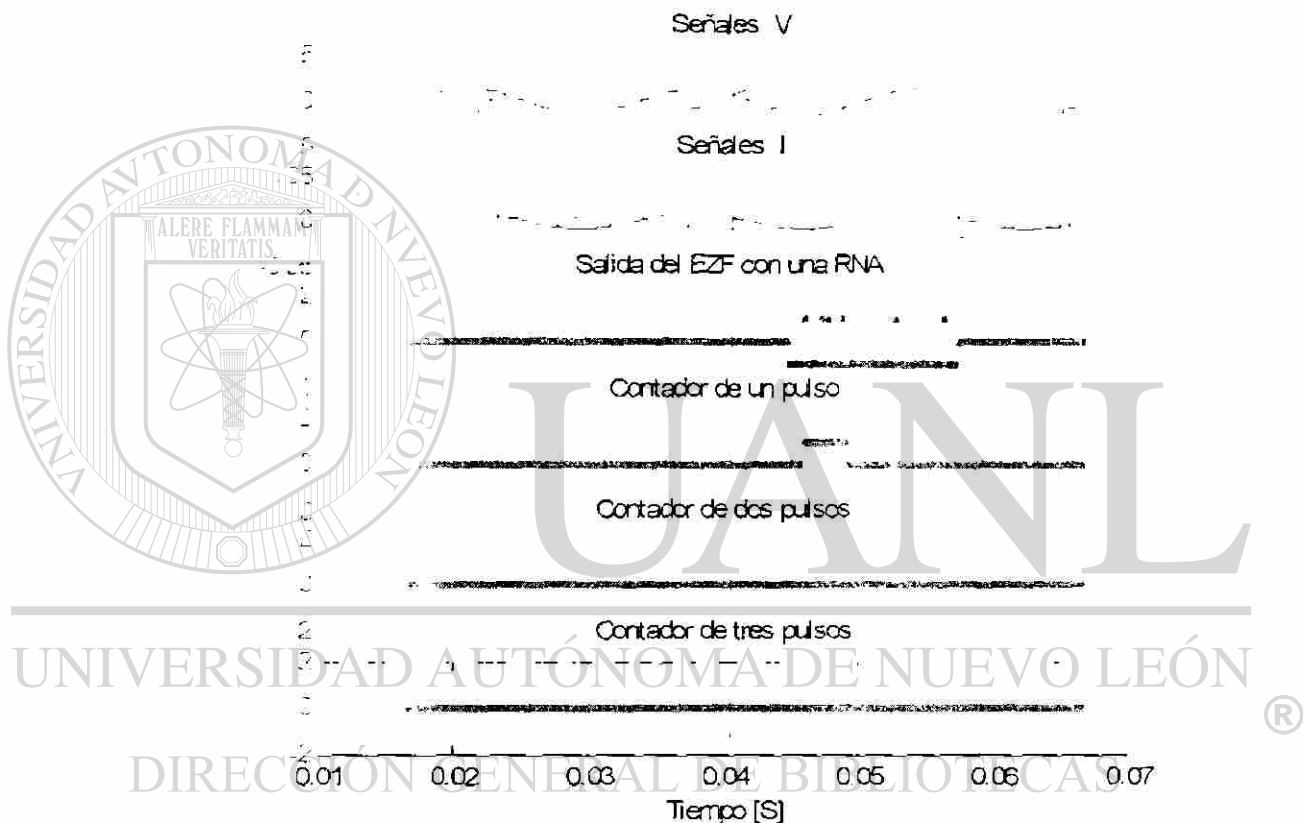 Señales V
Señales I
Salida del EZF con una RNA
Contador de un pulso
Contador de dos pulsos
Contador de tres pulsos
0.01 0.02 0.03 0.04 0.05 0.06 0.07
Tiempo [S]
UNIVERSIDAD AUTÓNOMA DE NUEVO LEÓN
ALERE FLAMMAM
VERITATIS
UANL
UNIVERSIDAD AUTÓNOMA DE NUEVO LEÓN
®
DIRECCIÓN GENERAL DE BIBLIOTECAS